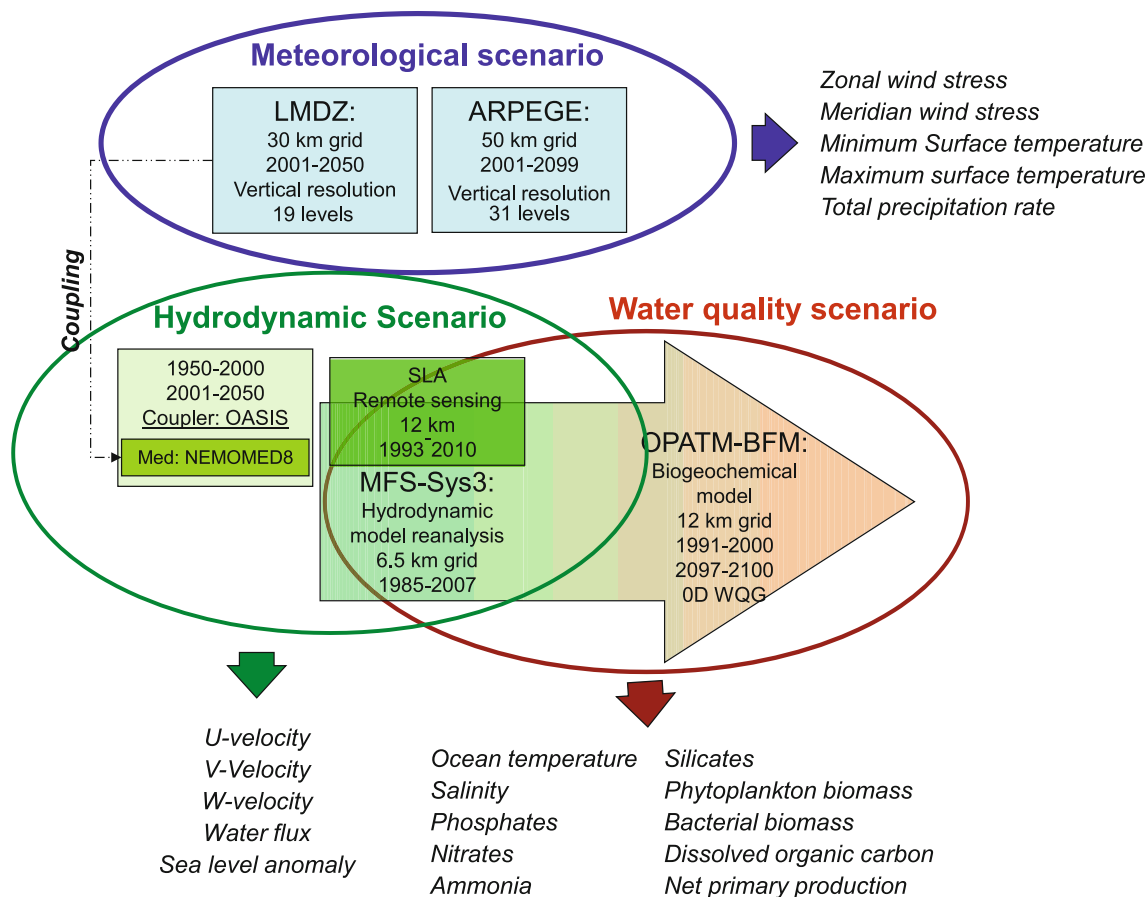 Meteorological scenario
LMDZ:
30 km grid
2001-2050
Vertical resolution
19 levels
ARPEGE:
50 km grid
2001-2099
Vertical resolution
31 levels
Zonal wind stress
Meridian wind stress
Minimum Surface temperature
Maximum surface temperature
Total precipitation rate
Coupling
Hydrodynamic Scenario
Water quality scenario
1950-2000
2001-2050
Coupler: OASIS
Med: NEMOMED8
SLA
Remote sensing
12 km
1993-2010
MFS-Sys3:
Hydrodynamic
model reanalysis
6.5 km grid
1985-2007
OPATM-BFM:
Biogeochemical
model
12 km grid
1991-2000
2097-2100
0D WQG
U-velocity
V-Velocity
W-velocity
Water flux
Sea level anomaly
Ocean temperature
Salinity
Phosphates
Nitrates
Ammonia
Silicates
Phytoplankton biomass
Bacterial biomass
Dissolved organic carbon
Net primary production